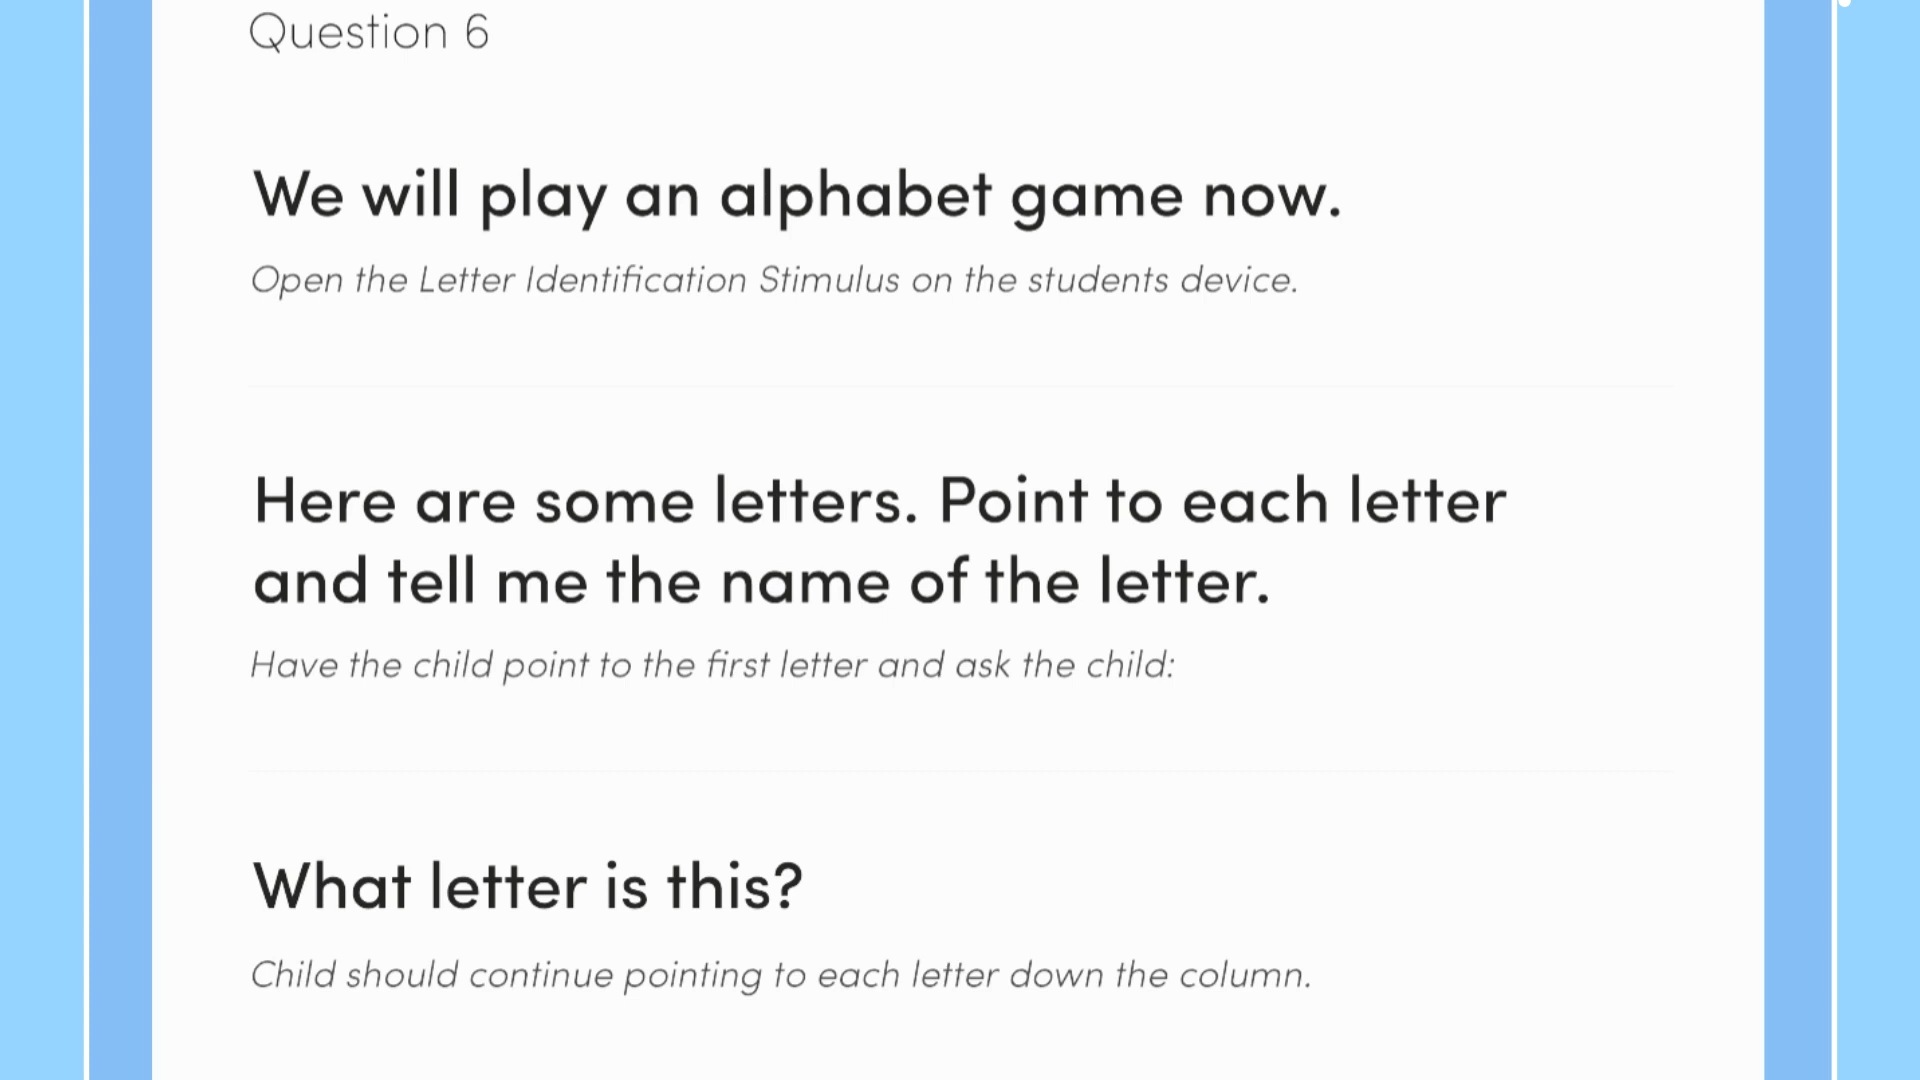 Question 6
We will play an alphabet game now.
Open the Letter Identification Stimulus on the students device.
Here are some letters. Point to each letter
and tell me the name of the letter.
Have the child point to the first letter and ask the child:
What letter is this?
Child should continue pointing to each letter down the column.